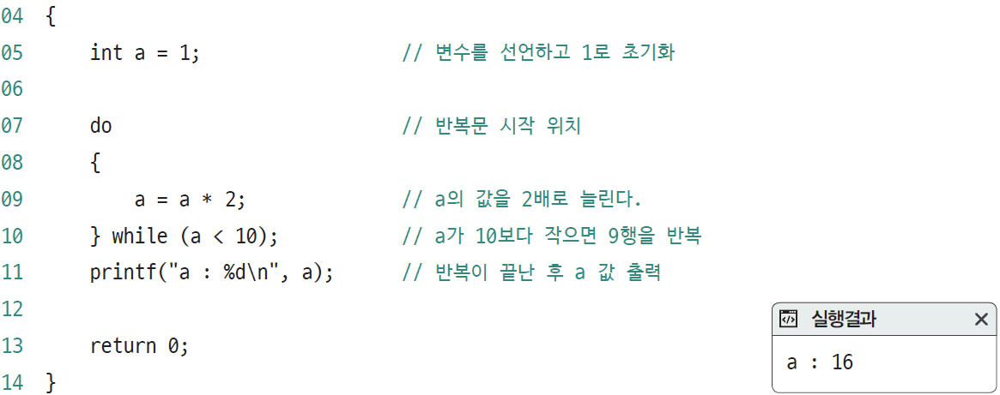 04 {
05     int a = 1;                  // 변수를 선언하고 1로 초기화
06
07     do                          // 반복문 시작 위치
08     {
09         a = a * 2;              // a의 값을 2배로 늘린다.
10     } while (a < 10);           // a가 10보다 작으면 9행을 반복
11     printf("a : %d\n", a);      // 반복이 끝난 후 a 값 출력
12
13     return 0;
14 }
실행결과
a : 16